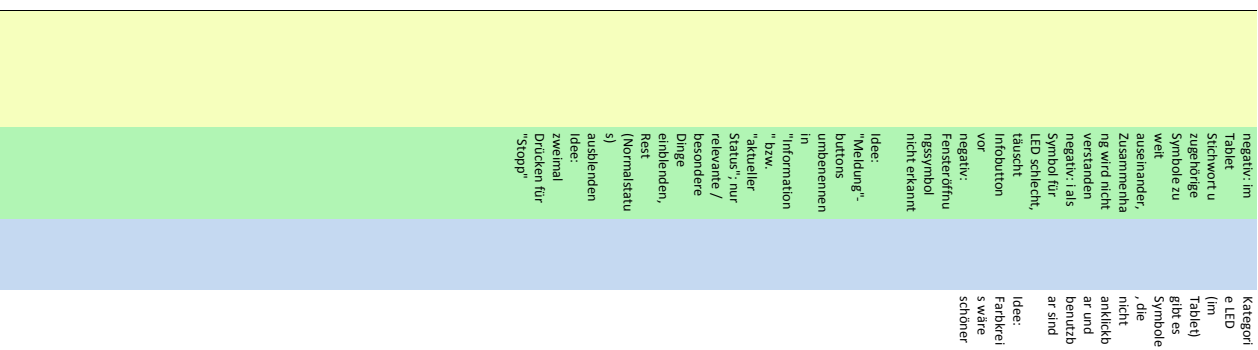 negativ: im
Tablet
Stichwort u
zugehörige
Symbole zu
weit
auseinander,
Zusammenha
ng wird nicht
verstanden
negativ: i als
Symbol für
LED schlecht,
täuscht
Infobutton
vor
negativ:
Fensteröffnu
ngssymbol
nicht erkannt
Idee:
"Meldung"-
buttons
umbenennen
in
"Information
" bzw.
"aktueller
Status"; nur
relevante /
besondere
Dinge
einblenden,
Rest
(Normalstatu
s)
ausblenden
Idee:
zweimal
Drücken für
"Stopp"
Kategori
e LED
(im
Tablet)
gibt es
Symbole
, die
nicht
anklickb
ar und
benutzb
ar sind
Idee:
Farbkrei
s wäre
schöner